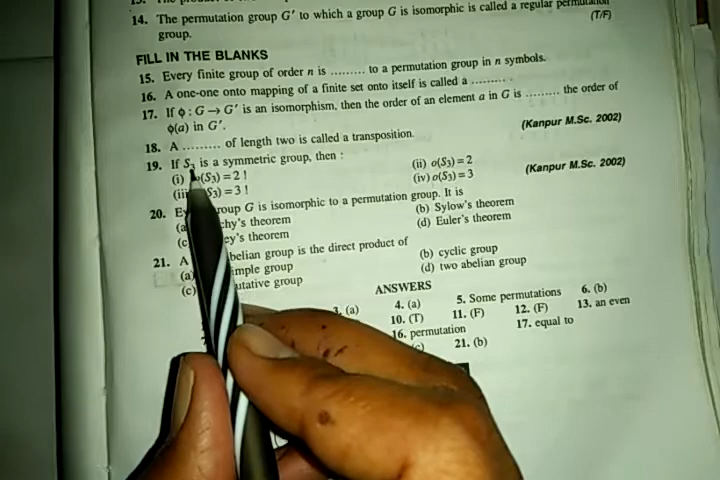 14. The permutation group G' to which a group G is isomorphic is called a regular permutation
group. (T/F)
FILL IN THE BLANKS
15. Every finite group of order n is ......... to a permutation group in n symbols.
16. A one-one onto mapping of a finite set onto itself is called a ......... .
17. If ϕ : G → G' is an isomorphism, then the order of an element a in G is ......... the order of
ϕ(a) in G'.
18. A ......... of length two is called a transposition. (Kanpur M.Sc. 2002)
19. If S₃ is a symmetric group, then :
(i) o(S₃) = 2 ! (ii) o(S₃) = 2
(iii) (S₃) = 3 ! (iv) o(S₃) = 3 (Kanpur M.Sc. 2002)
20. group G is isomorphic to a permutation group. It is
(a) theorem (b) Sylow's theorem
(c) theorem (d) Euler's theorem
21. A group is the direct product of
(a) group (b) cyclic group
(c) group (d) two abelian group
ANSWERS
3. (a) 4. (a) 5. Some permutations 6. (b)
10. (T) 11. (F) 12. (F) 13. an even
16. permutation 17. equal to
21. (b)